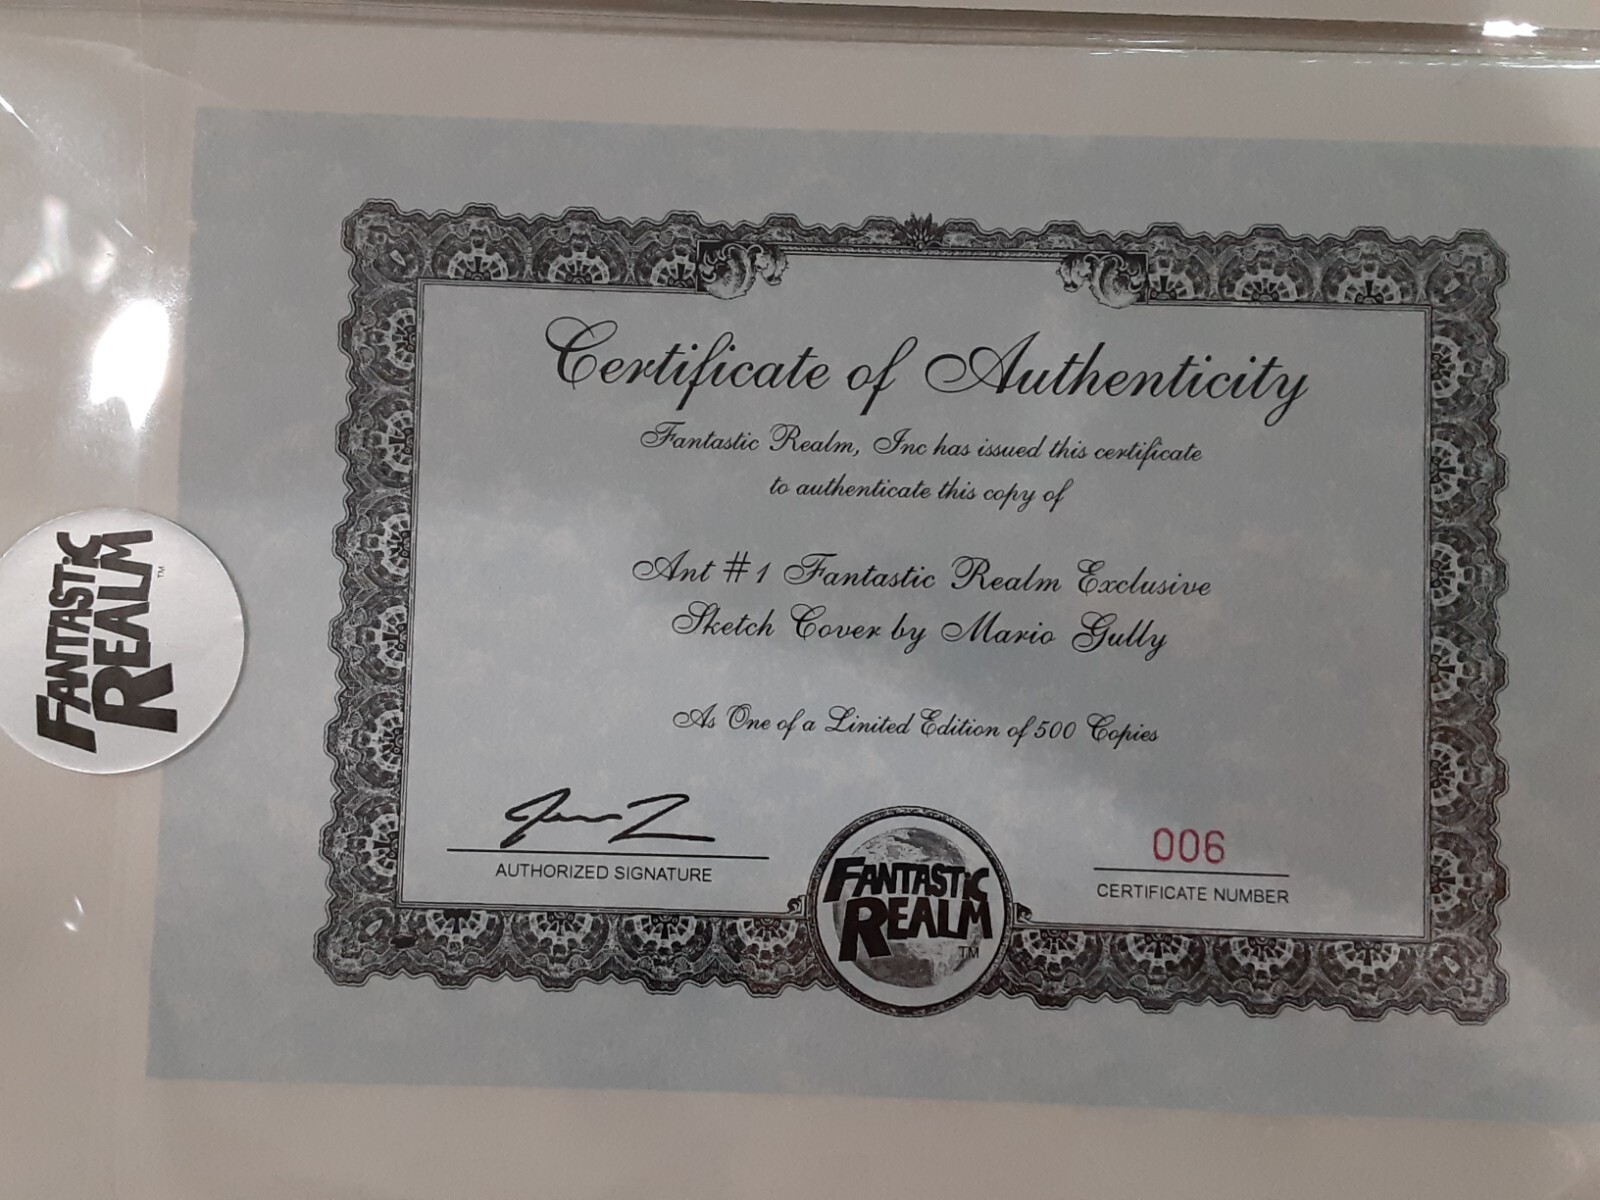 Certificate of Authenticity
Fantastic Realm, Inc has issued this certificate
to authenticate this copy of
Ant #1 Fantastic Realm Exclusive
Sketch Cover by Mario Gully
As One of a Limited Edition of 500 Copies
AUTHORIZED SIGNATURE
006
CERTIFICATE NUMBER
FANTASTIC
REALM
TM
FANTASTIC
REALM
TM